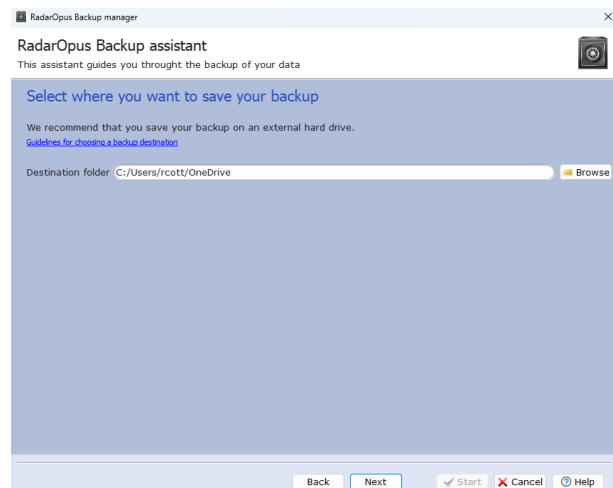 RadarOpus Backup manager
RadarOpus Backup assistant
This assistant guides you throught the backup of your data
Select where you want to save your backup
We recommend that you save your backup on an external hard drive.
Guidelines for choosing a backup destination
Destination folder C:/Users/rcott/OneDrive Browse
Back Next Start Cancel Help